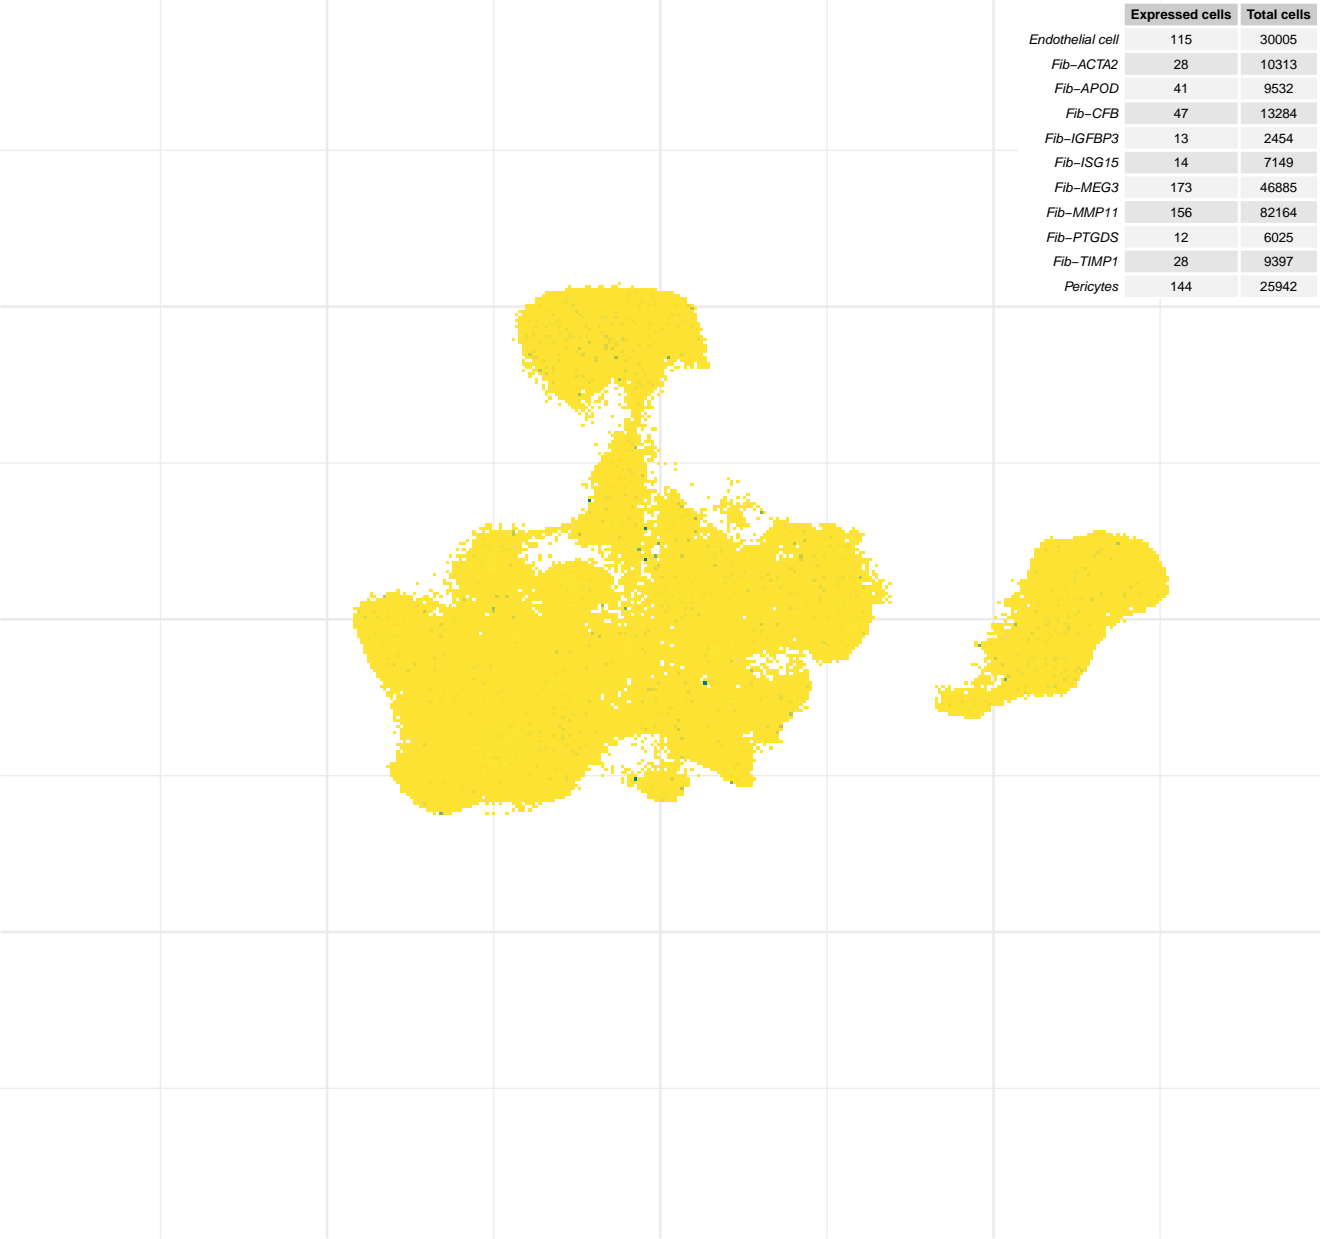 Expressed cells Total cells
Endothelial cell 115 30005
Fib−ACTA2 28 10313
Fib−APOD 41 9532
Fib−CFB 47 13284
Fib−IGFBP3 13 2454
Fib−ISG15 14 7149
Fib−MEG3 173 46885
Fib−MMP11 156 82164
Fib−PTGDS 12 6025
Fib−TIMP1 28 9397
Pericytes 144 25942